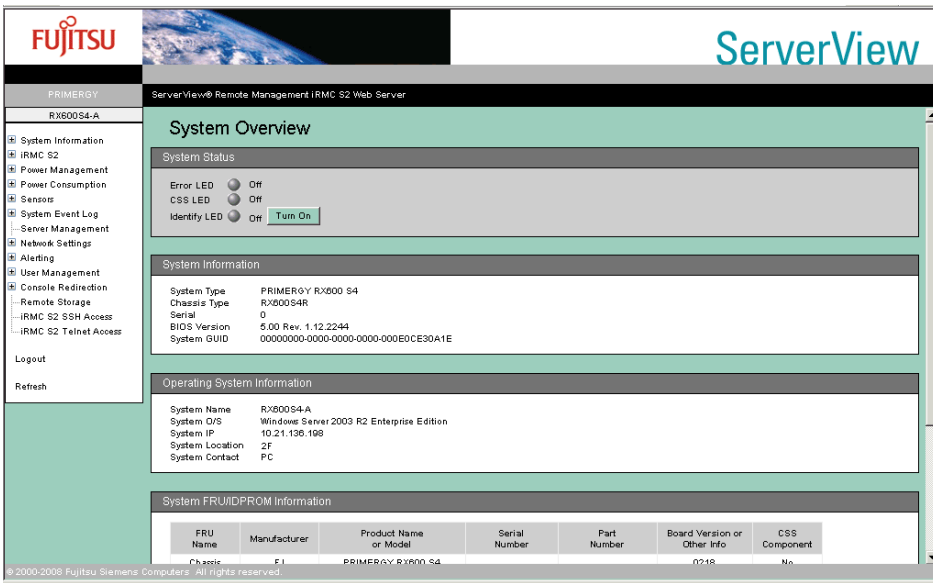 FUJITSU
ServerView
PRIMERGY
ServerView® Remote Management iRMC S2 Web Server
RX600S4-A
System Information
iRMC S2
Power Management
Power Consumption
Sensors
System Event Log
Server Management
Network Settings
Alerting
User Management
Console Redirection
Remote Storage
iRMC S2 SSH Access
iRMC S2 Telnet Access
Logout
Refresh
System Overview
System Status
Error LED Off
CSS LED Off
Identify LED Off Turn On
System Information
System Type PRIMERGY RX600 S4
Chassis Type RX600S4R
Serial 0
BIOS Version 5.00 Rev. 1.12.2244
System GUID 00000000-0000-0000-0000-000E0CE30A1E
Operating System Information
System Name RX600S4-A
System O/S Windows Server 2003 R2 Enterprise Edition
System IP 10.21.136.198
System Location 2F
System Contact PC
System FRU/IDPROM Information
FRU Name Manufacturer Product Name or Model Serial Number Part Number Board Version or Other Info CSS Component
Chassis FJ PRIMERGY RX600 S4 0218 No
© 2000-2008 Fujitsu Siemens Computers All rights reserved.